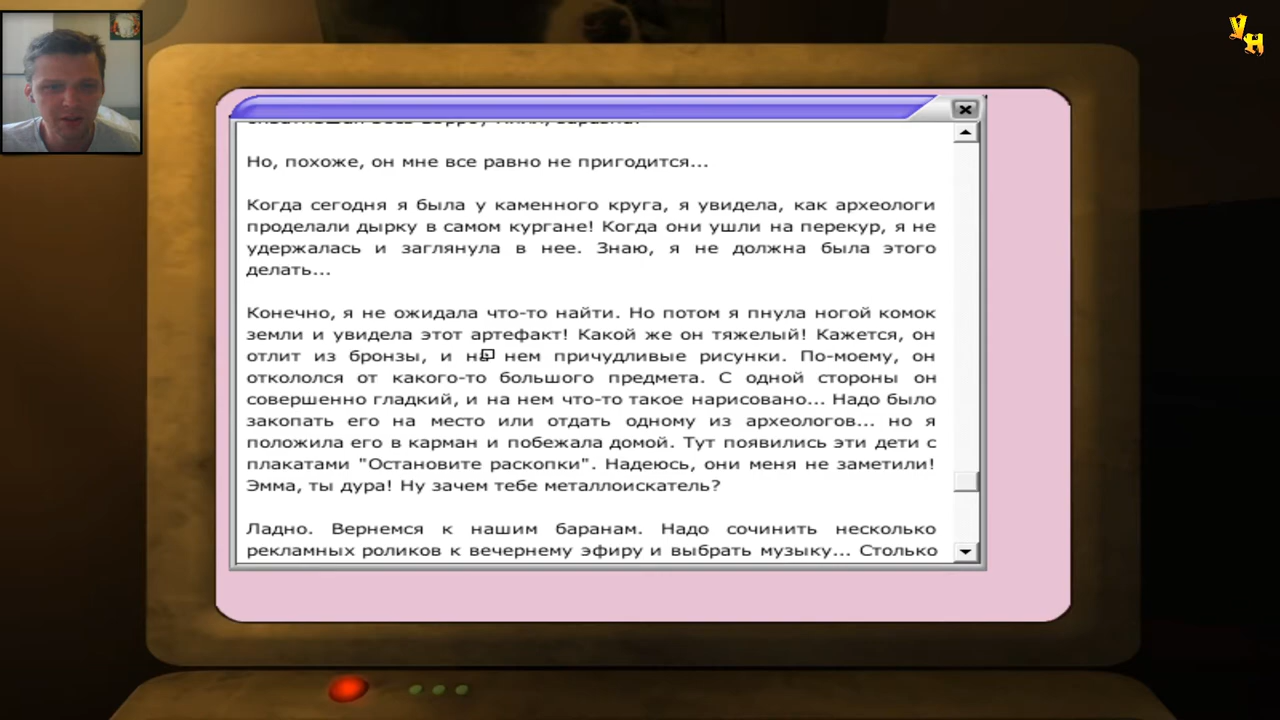 Но, похоже, он мне все равно не пригодится...
Когда сегодня я была у каменного круга, я увидела, как археологи
проделали дырку в самом кургане! Когда они ушли на перекур, я не
удержалась и заглянула в нее. Знаю, я не должна была этого
делать...
Конечно, я не ожидала что-то найти. Но потом я пнула ногой комок
земли и увидела этот артефакт! Какой же он тяжелый! Кажется, он
отлит из бронзы, и на нем причудливые рисунки. По-моему, он
откололся от какого-то большого предмета. С одной стороны он
совершенно гладкий, и на нем что-то такое нарисовано... Надо было
закопать его на место или отдать одному из археологов... но я
положила его в карман и побежала домой. Тут появились эти дети с
плакатами "Остановите раскопки". Надеюсь, они меня не заметили!
Эмма, ты дура! Ну зачем тебе металлоискатель?
Ладно. Вернемся к нашим баранам. Надо сочинить несколько
рекламных роликов к вечернему эфиру и выбрать музыку... Столько
УН